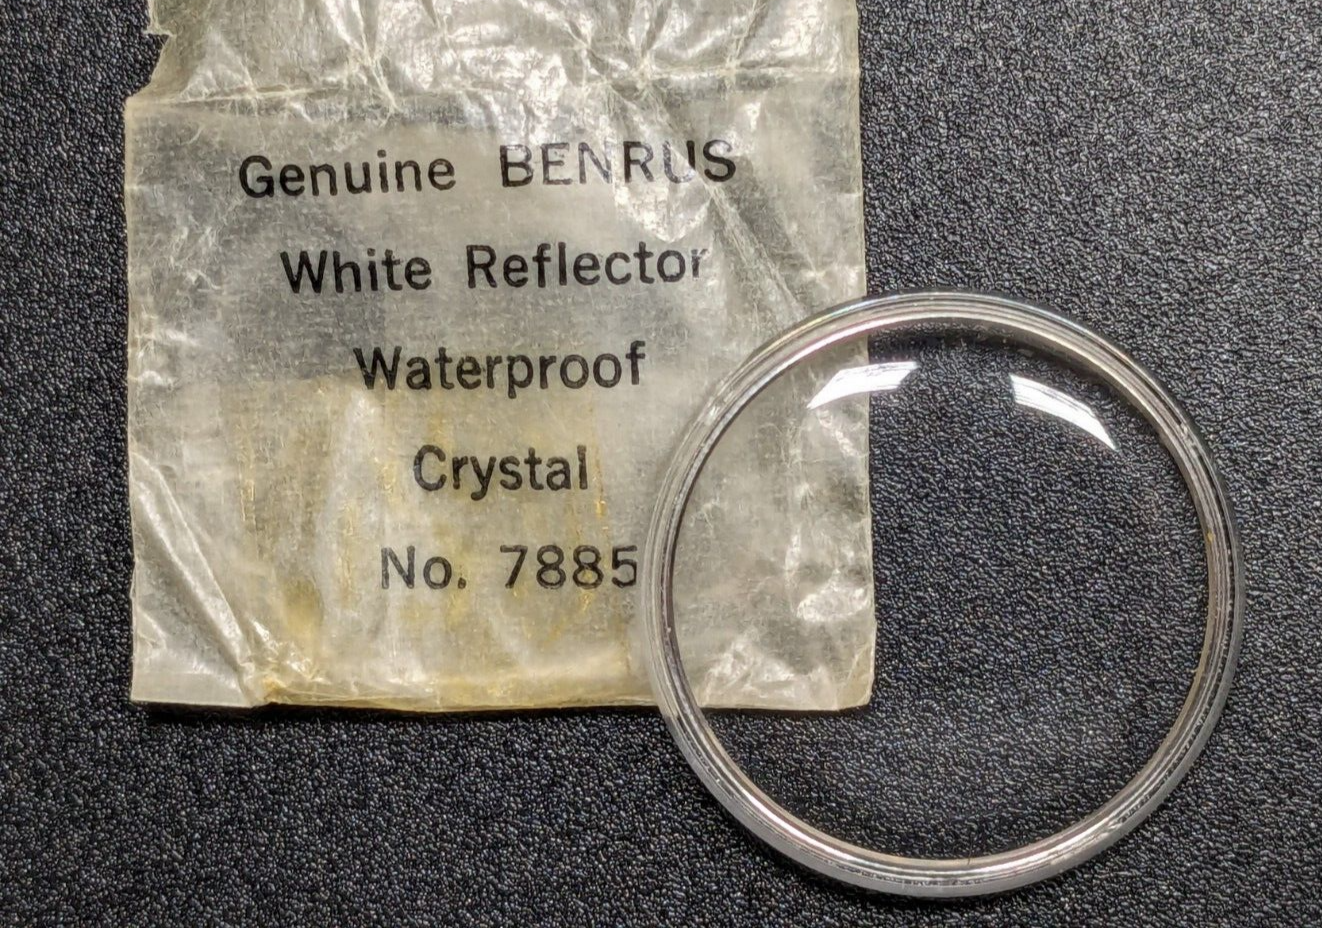 Genuine BENRUS
White Reflector
Waterproof
Crystal
No. 7885